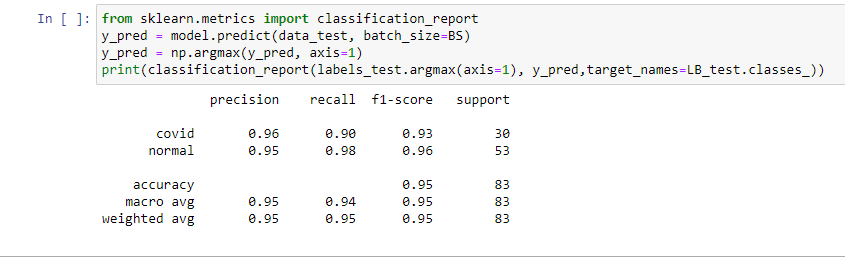 In [ ]: from sklearn.metrics import classification_report
y_pred = model.predict(data_test, batch_size=BS)
y_pred = np.argmax(y_pred, axis=1)
print(classification_report(labels_test.argmax(axis=1), y_pred,target_names=LB_test.classes_))
precision recall f1-score support
covid 0.96 0.90 0.93 30
normal 0.95 0.98 0.96 53
accuracy 0.95 83
macro avg 0.95 0.94 0.95 83
weighted avg 0.95 0.95 0.95 83